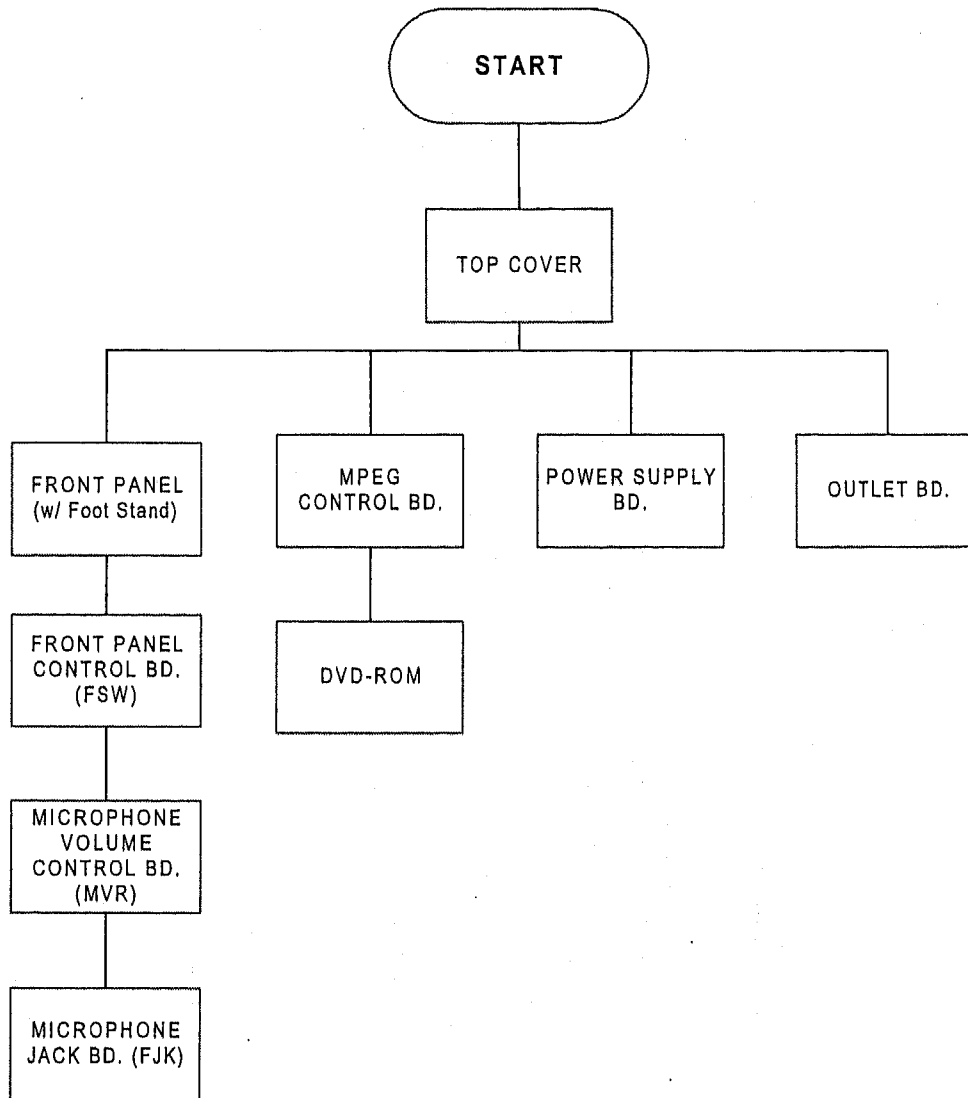 START
TOP COVER
FRONT PANEL
(w/ Foot Stand)
MPEG
CONTROL BD.
POWER SUPPLY
BD.
OUTLET BD.
FRONT PANEL
CONTROL BD.
(FSW)
DVD-ROM
MICROPHONE
VOLUME
CONTROL BD.
(MVR)
MICROPHONE
JACK BD. (FJK)